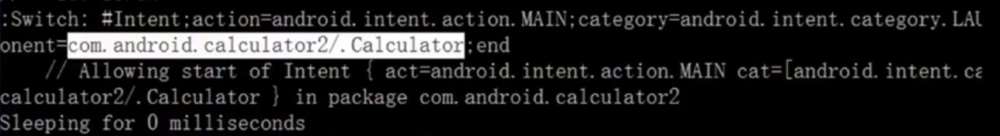 :Switch: #Intent;action=android.intent.action.MAIN;category=android.intent.category.LAU
onent=com.android.calculator2/.Calculator;end
// Allowing start of Intent { act=android.intent.action.MAIN cat=[android.intent.ca
calculator2/.Calculator } in package com.android.calculator2
Sleeping for 0 milliseconds